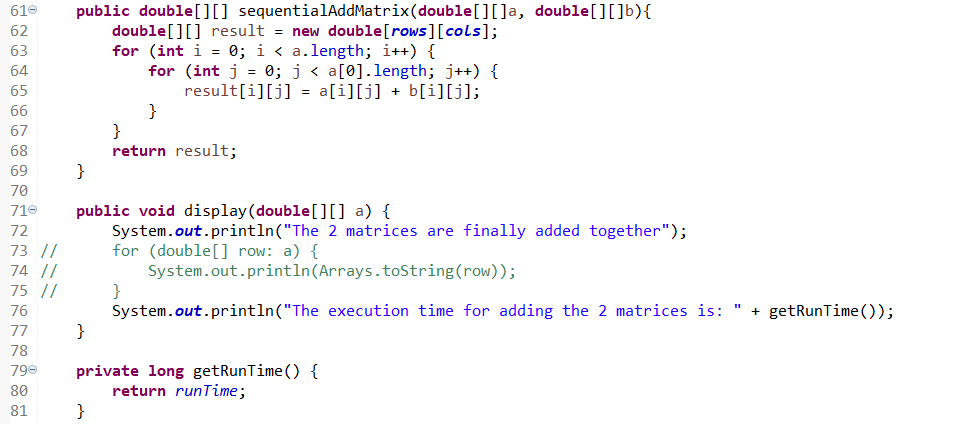 61    public double[][] sequentialAddMatrix(double[][]a, double[][]b){
62        double[][] result = new double[rows][cols];
63        for (int i = 0; i < a.length; i++) {
64            for (int j = 0; j < a[0].length; j++) {
65                result[i][j] = a[i][j] + b[i][j];
66            }
67        }
68        return result;
69    }
70
71    public void display(double[][] a) {
72        System.out.println("The 2 matrices are finally added together");
73 //      for (double[] row: a) {
74 //          System.out.println(Arrays.toString(row));
75 //      }
76        System.out.println("The execution time for adding the 2 matrices is: " + getRunTime());
77    }
78
79    private long getRunTime() {
80        return runTime;
81    }